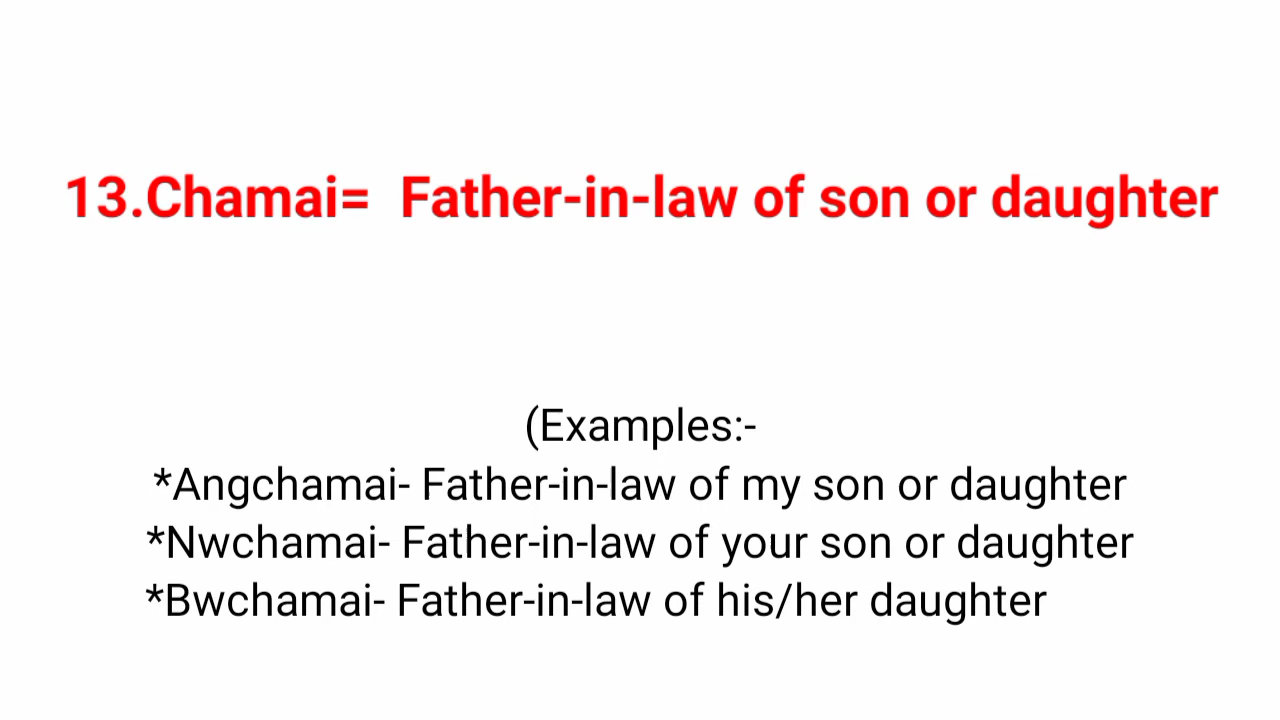 13.Chamai= Father-in-law of son or daughter
(Examples:-
*Angchamai- Father-in-law of my son or daughter
*Nwchamai- Father-in-law of your son or daughter
*Bwchamai- Father-in-law of his/her daughter